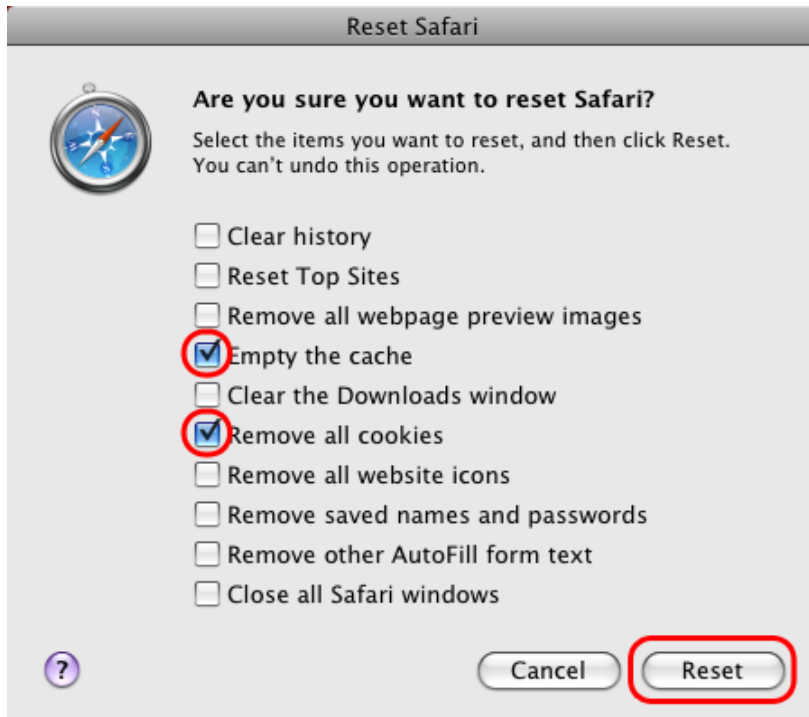 Reset Safari
Are you sure you want to reset Safari?
Select the items you want to reset, and then click Reset.
You can't undo this operation.
Clear history
Reset Top Sites
Remove all webpage preview images
Empty the cache
Clear the Downloads window
Remove all cookies
Remove all website icons
Remove saved names and passwords
Remove other AutoFill form text
Close all Safari windows
? Cancel Reset